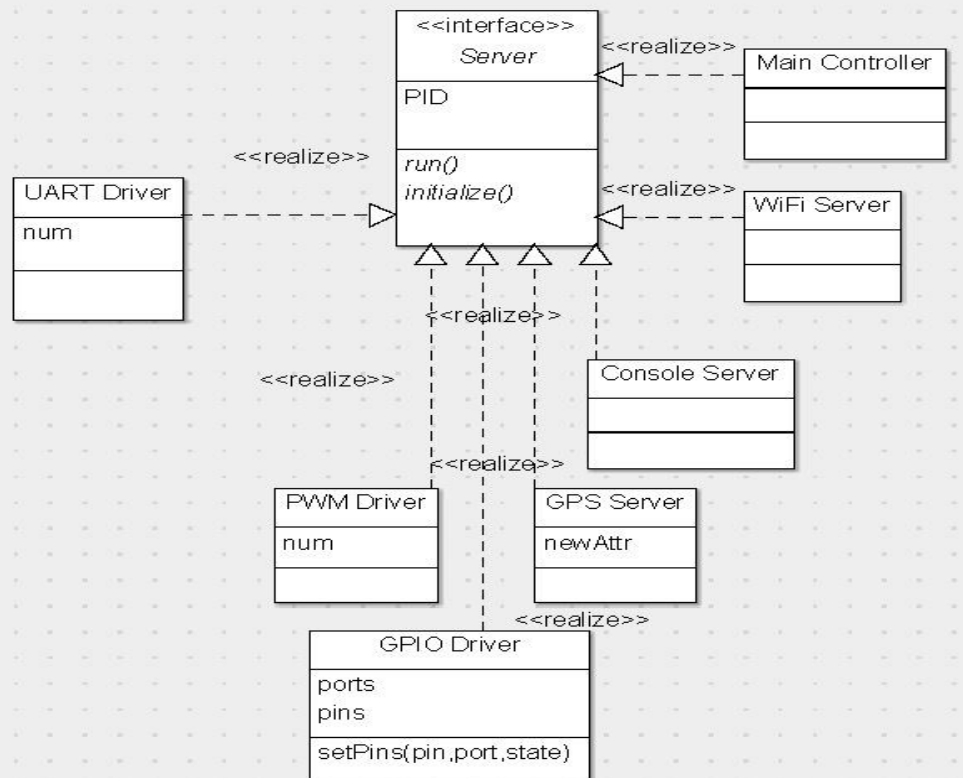 <<interface>>
Server
PID
run()
initialize()
<<realize>>
Main Controller
<<realize>>
UART Driver
num
<<realize>>
WiFi Server
<<realize>>
<<realize>>
Console Server
<<realize>>
PWM Driver
num
GPS Server
newAttr
<<realize>>
GPIO Driver
ports
pins
setPins(pin,port,state)